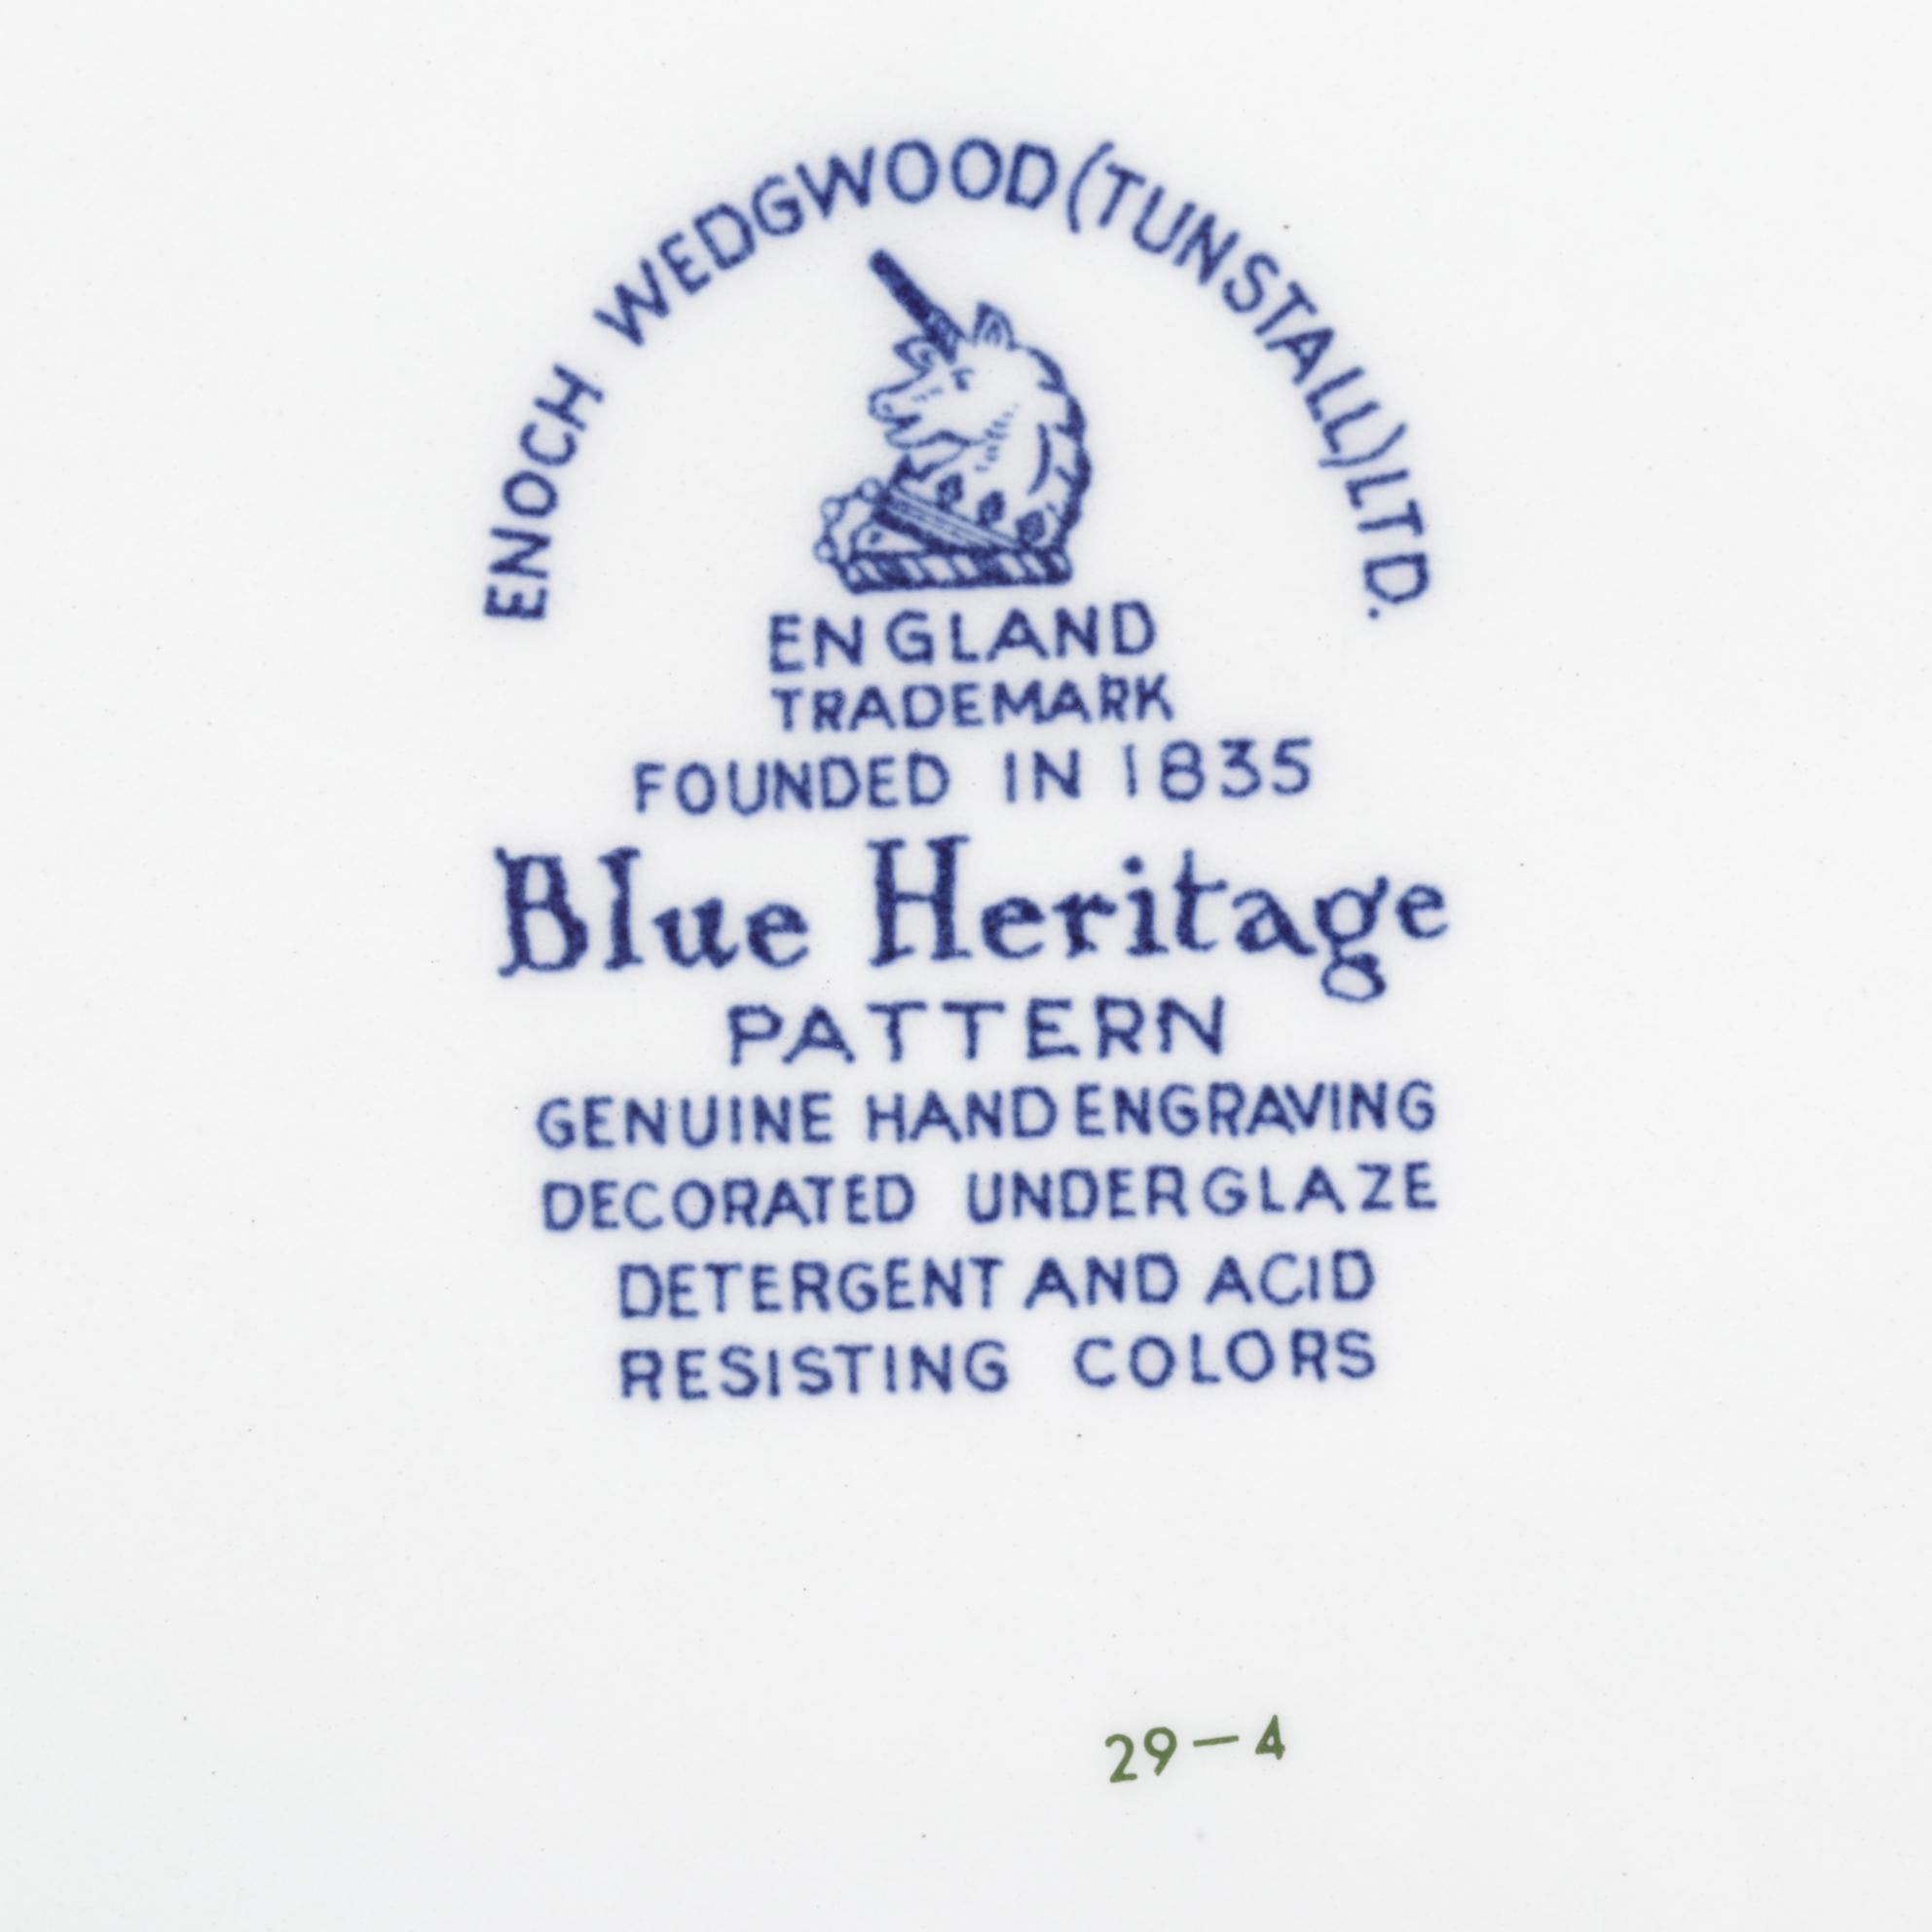 ENOCH WEDGWOOD (TUNSTALL) LTD.
ENGLAND
TRADEMARK
FOUNDED IN 1835
Blue Heritage
PATTERN
GENUINE HAND ENGRAVING
DECORATED UNDERGLAZE
DETERGENT AND ACID
RESISTING COLORS
29-4